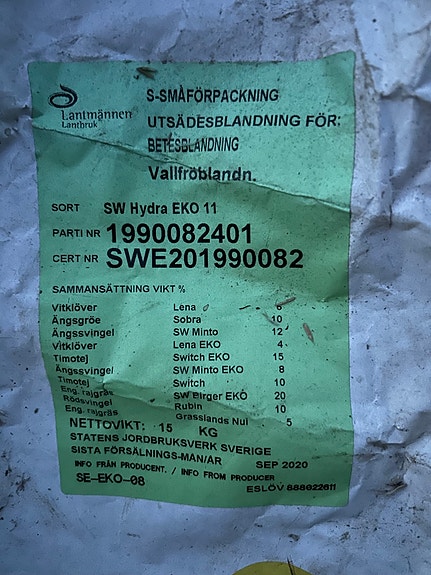 Lantmännen
Lantbruk
S-SMÅFÖRPACKNING
UTSÄDESBLANDNING FÖR:
BETESBLANDNING
Vallfröblandn.
SORT SW Hydra EKO 11
PARTI NR 1990082401
CERT NR SWE201990082
SAMMANSÄTTNING VIKT %
Vitklöver Lena 6
Ängsgröe Sobra 10
Ängssvingel SW Minto 12
Vitklöver Lena EKO 4
Timotej Switch EKO 15
Ängssvingel SW Minto EKO 8
Timotej Switch 10
Eng. rajgräs SW Birger EKO 20
Rödsvingel Rubin 10
Eng. rajgräs Grasslands Nui 5
NETTOVIKT: 15 KG
STATENS JORDBRUKSVERK SVERIGE
SISTA FÖRSÄLNINGS-MAN/ÅR SEP 2020
INFO FRÅN PRODUCENT. / INFO FROM PRODUCER
SE-EKO-08 ESLÖV 888022611